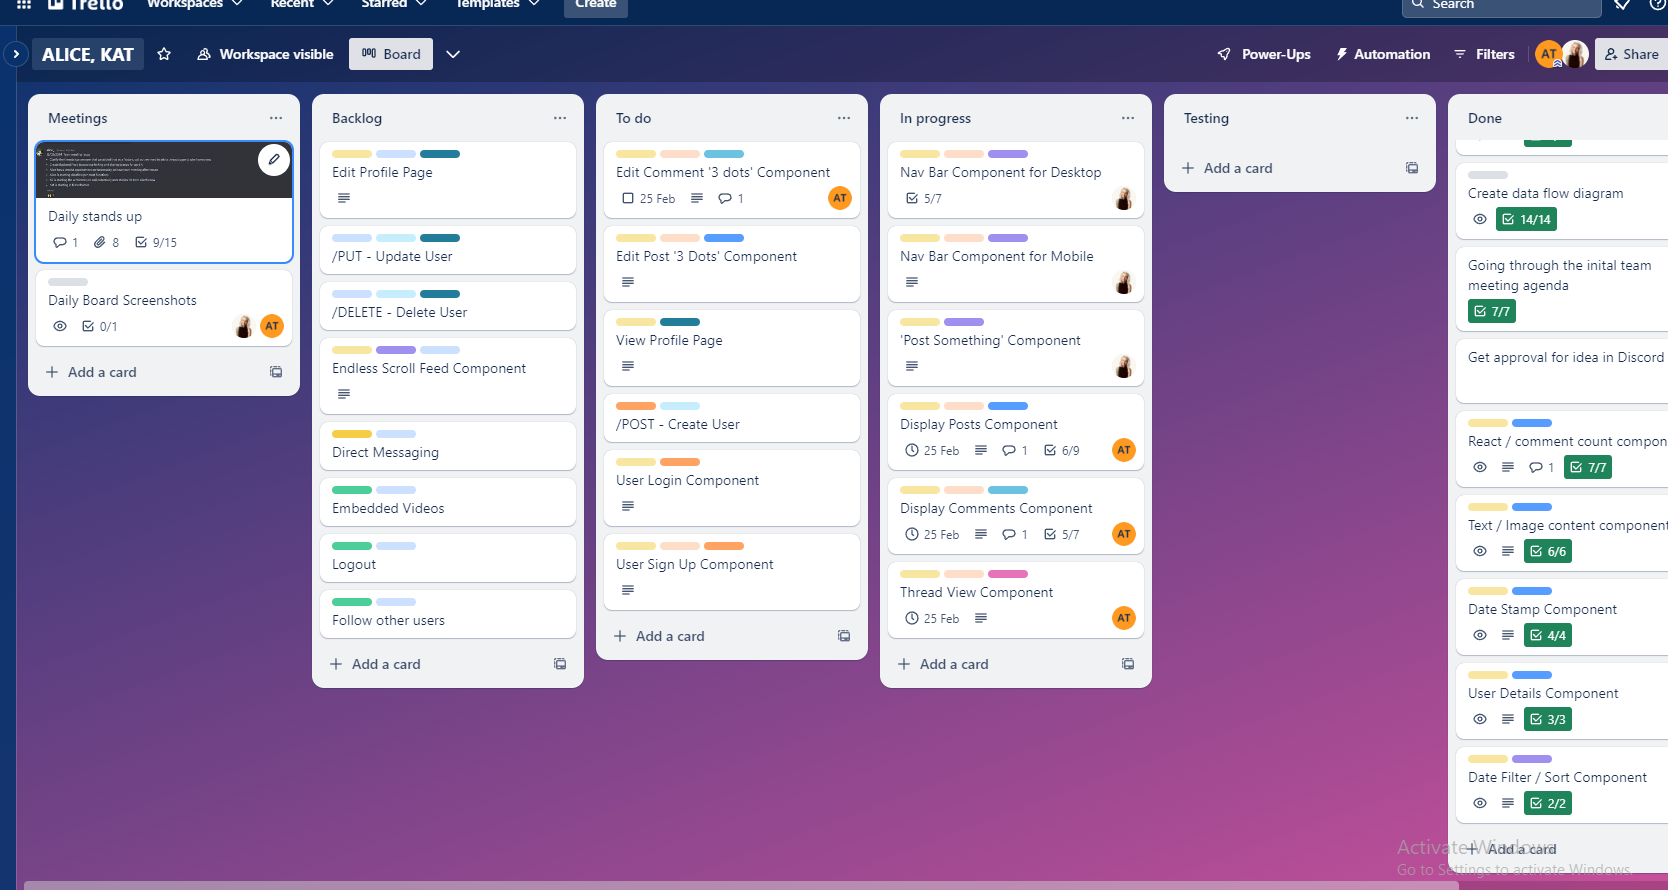 Trello
Workspaces
Recent
Starred
Templates
Create
Search
ALICE, KAT
Workspace visible
Board
Power-Ups
Automation
Filters
AT
Share
Meetings
Daily stands up
1
8
9/15
Daily Board Screenshots
0/1
AT
Add a card
Backlog
Edit Profile Page
/PUT - Update User
/DELETE - Delete User
Endless Scroll Feed Component
Direct Messaging
Embedded Videos
Logout
Follow other users
Add a card
To do
Edit Comment '3 dots' Component
25 Feb
1
AT
Edit Post '3 Dots' Component
View Profile Page
/POST - Create User
User Login Component
User Sign Up Component
Add a card
In progress
Nav Bar Component for Desktop
5/7
Nav Bar Component for Mobile
'Post Something' Component
Display Posts Component
25 Feb
1
6/9
AT
Display Comments Component
25 Feb
1
5/7
AT
Thread View Component
25 Feb
AT
Add a card
Testing
Add a card
Done
Create data flow diagram
14/14
Going through the inital team
meeting agenda
7/7
Get approval for idea in Discord
React / comment count compon
1
7/7
Text / Image content component
6/6
Date Stamp Component
4/4
User Details Component
3/3
Date Filter / Sort Component
2/2
Add a card
Activate Windows
Go to Settings to activate Windows.